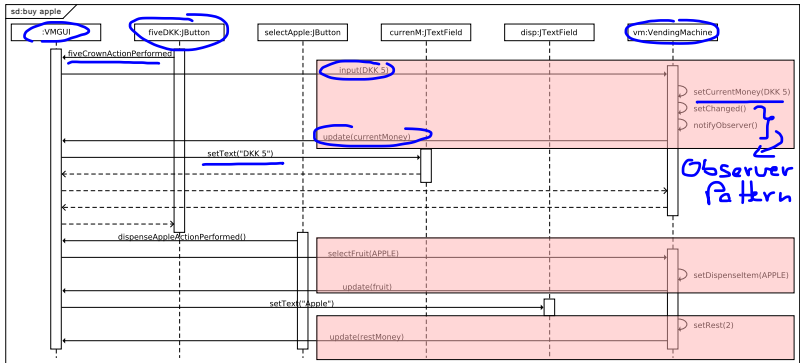 sd:buy apple
:VMGUI
fiveDKK:JButton
selectApple:JButton
currenM:JTextField
disp:JTextField
vm:VendingMachine
fiveCrownActionPerformed
input(DKK 5)
setCurrentMoney(DKK 5)
setChanged()
notifyObserver()
update(currentMoney)
setText("DKK 5")
Observer
Pattern
dispenseAppleActionPerformed()
selectFruit(APPLE)
setDispenseItem(APPLE)
update(fruit)
setText("Apple")
setRest(2)
update(restMoney)